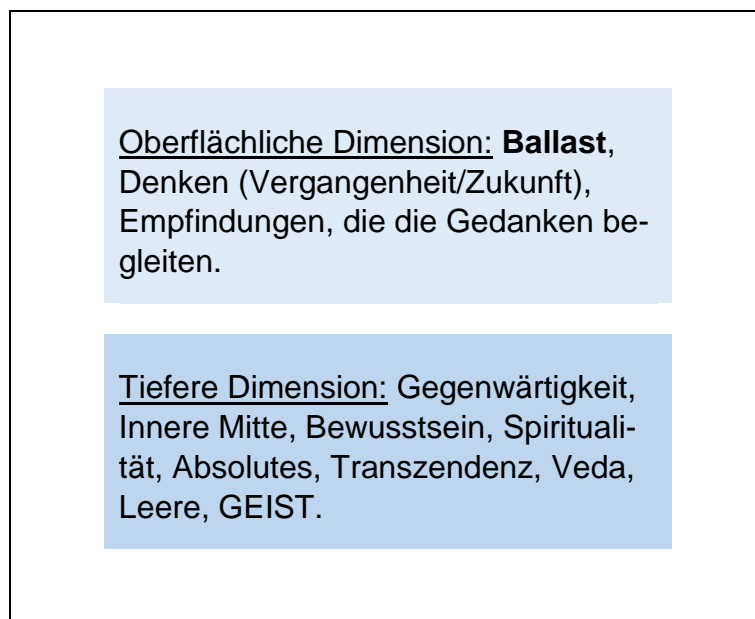 Oberflächliche Dimension: Ballast,
Denken (Vergangenheit/Zukunft),
Empfindungen, die die Gedanken be-
gleiten.
Tiefere Dimension: Gegenwärtigkeit,
Innere Mitte, Bewusstsein, Spirituali-
tät, Absolutes, Transzendenz, Veda,
Leere, GEIST.